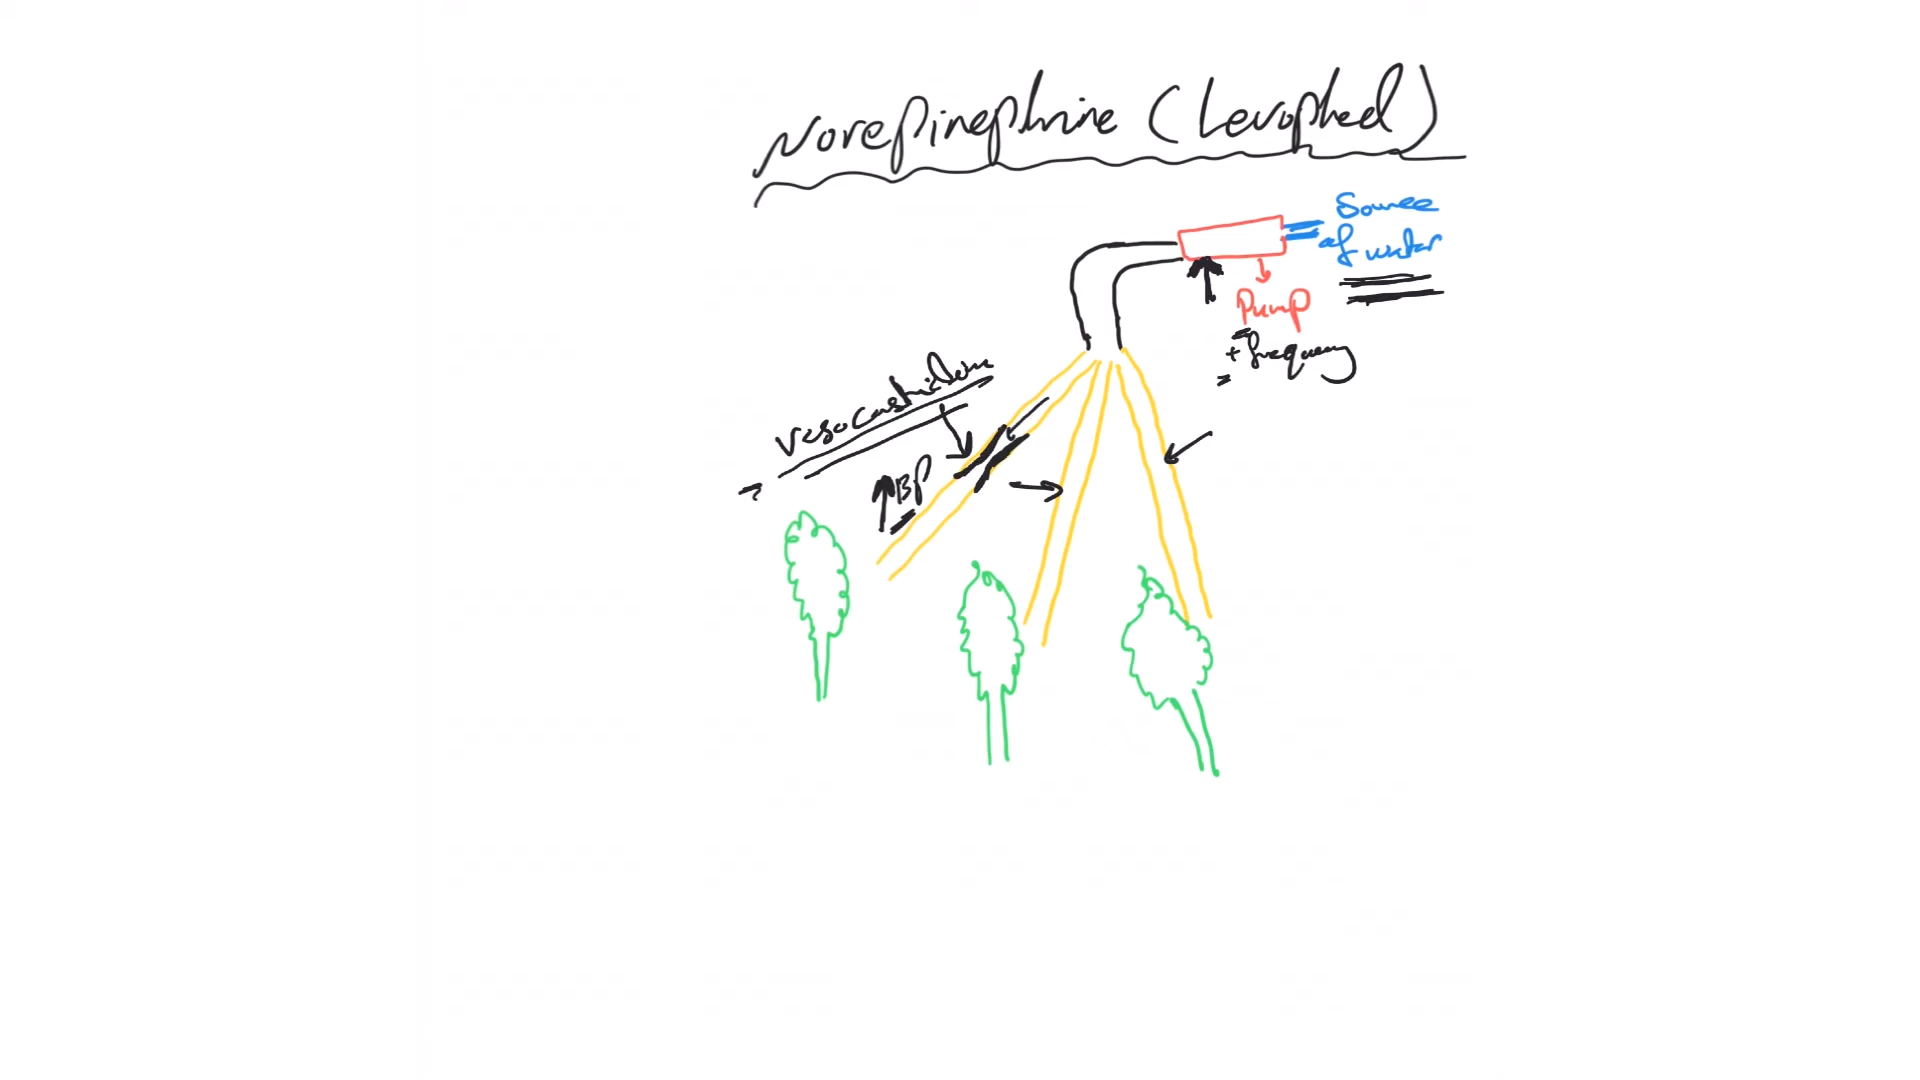 Norepinephrine (Levophed)
Source
of water
Pump
+ frequency
Vasoconstriction
↑BP